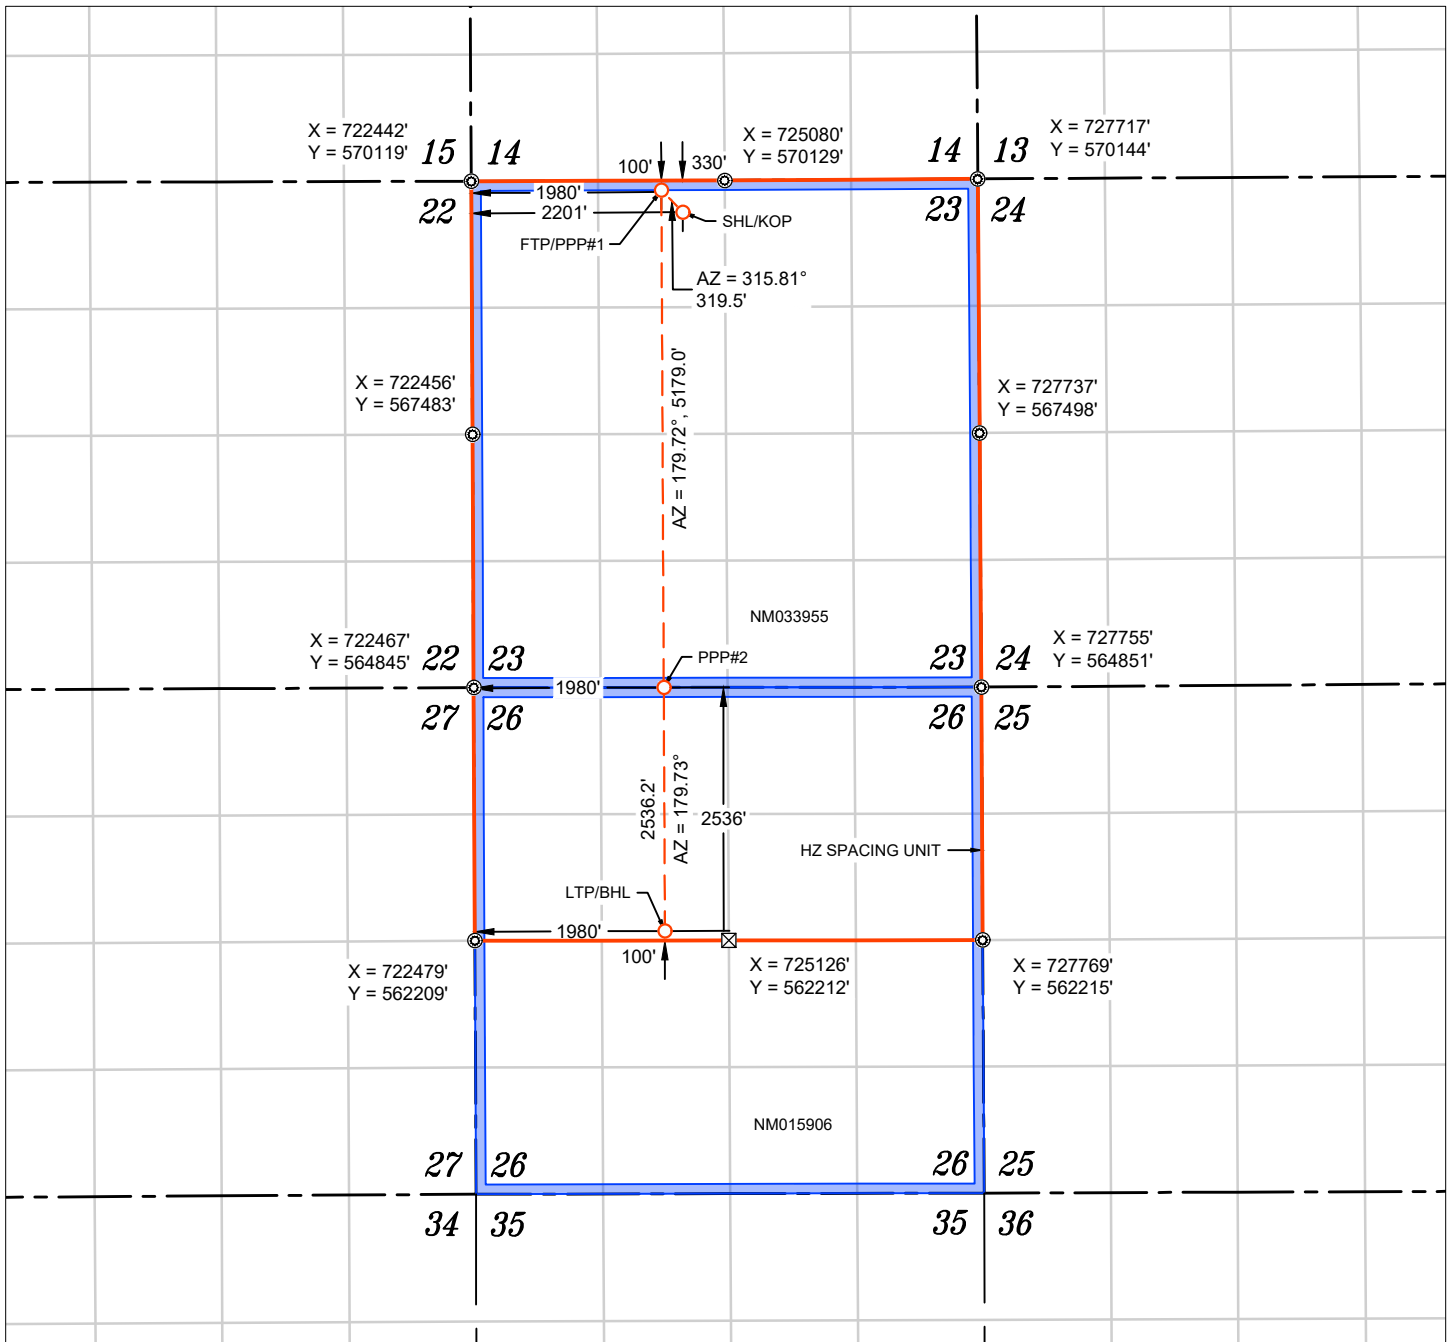 X = 722442'
Y = 570119'
15
14
100'
330'
X = 725080'
Y = 570129'
14
13
X = 727717'
Y = 570144'
22
1980'
2201'
23
24
FTP/PPP#1
SHL/KOP
AZ = 315.81°
319.5'
AZ = 179.72°, 5179.0'
X = 722456'
Y = 567483'
X = 727737'
Y = 567498'
NM033955
X = 722467'
Y = 564845'
22
23
PPP#2
23
24
X = 727755'
Y = 564851'
1980'
27
26
26
25
2536.2'
AZ = 179.73°
2536'
HZ SPACING UNIT
LTP/BHL
1980'
100'
X = 722479'
Y = 562209'
X = 725126'
Y = 562212'
X = 727769'
Y = 562215'
NM015906
27
26
26
25
34
35
35
36